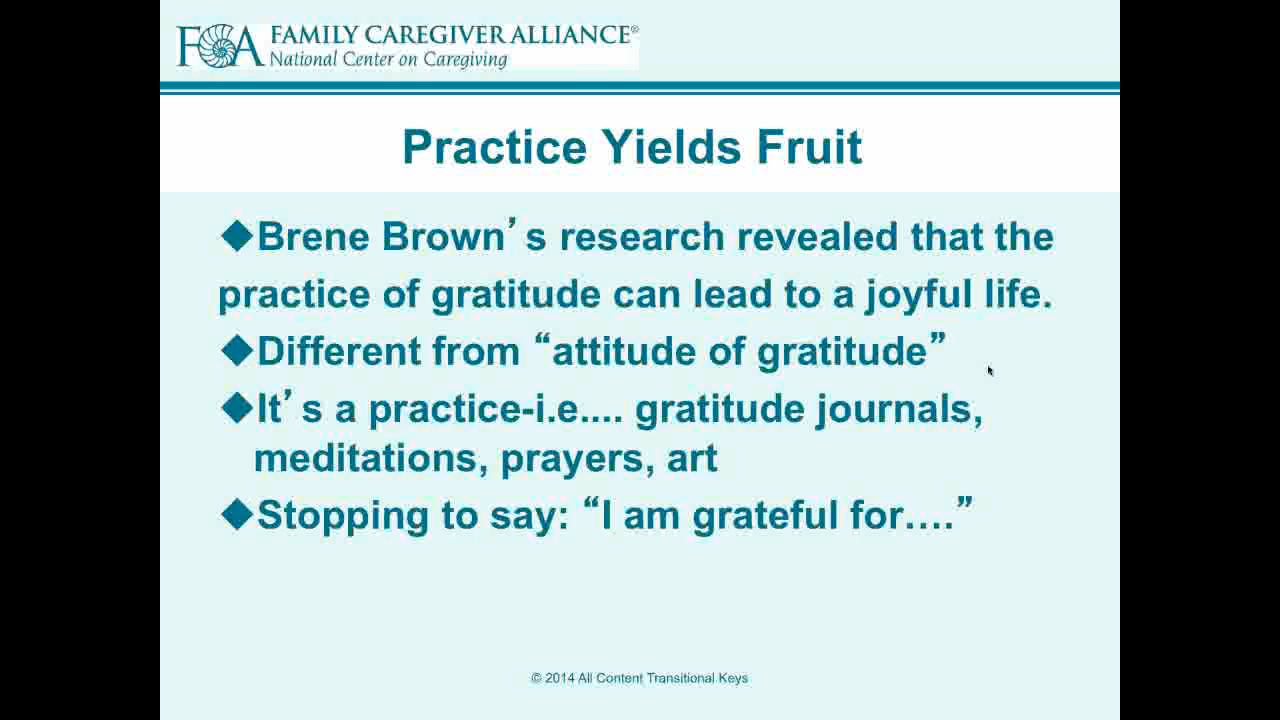 FCA FAMILY CAREGIVER ALLIANCE®
National Center on Caregiving
Practice Yields Fruit
◆Brene Brown’s research revealed that the
practice of gratitude can lead to a joyful life.
◆Different from “attitude of gratitude”
◆It’s a practice-i.e.... gratitude journals,
meditations, prayers, art
◆Stopping to say: “I am grateful for….”
© 2014 All Content Transitional Keys